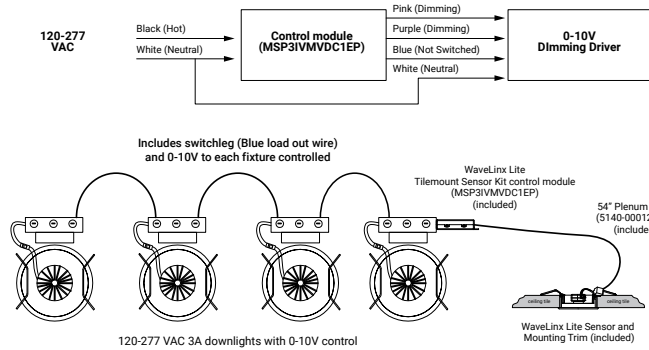 Pink (Dimming)
Purple (Dimming)
Black (Hot)
120-277
VAC
Control module
(MSP3IVMVDC1EP)
0-10V
DImming Driver
White (Neutral)
Blue (Not Switched)
White (Neutral)
Includes switchleg (Blue load out wire)
and 0-10V to each fixture controlled
WaveLinx Lite
Tilemount Sensor Kit control module
(MSP3IVMVDC1EP)
(included)
54" Plenum
(5140-00012
(include
ceiling tile
ceiling tile
WaveLinx Lite Sensor and
Mounting Trim (included)
120-277 VAC 3A downlights with 0-10V control